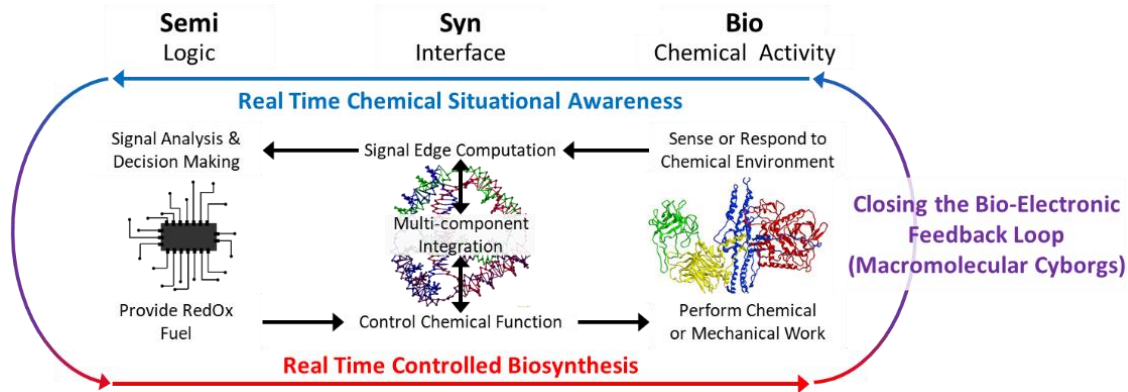 Semi
Logic
Syn
Interface
Bio
Chemical Activity
Real Time Chemical Situational Awareness
Signal Analysis &
Decision Making
Signal Edge Computation
Sense or Respond to
Chemical Environment
Multi-component
Integration
Closing the Bio-Electronic
Feedback Loop
(Macromolecular Cyborgs)
Provide RedOx
Fuel
Control Chemical Function
Perform Chemical
or Mechanical Work
Real Time Controlled Biosynthesis